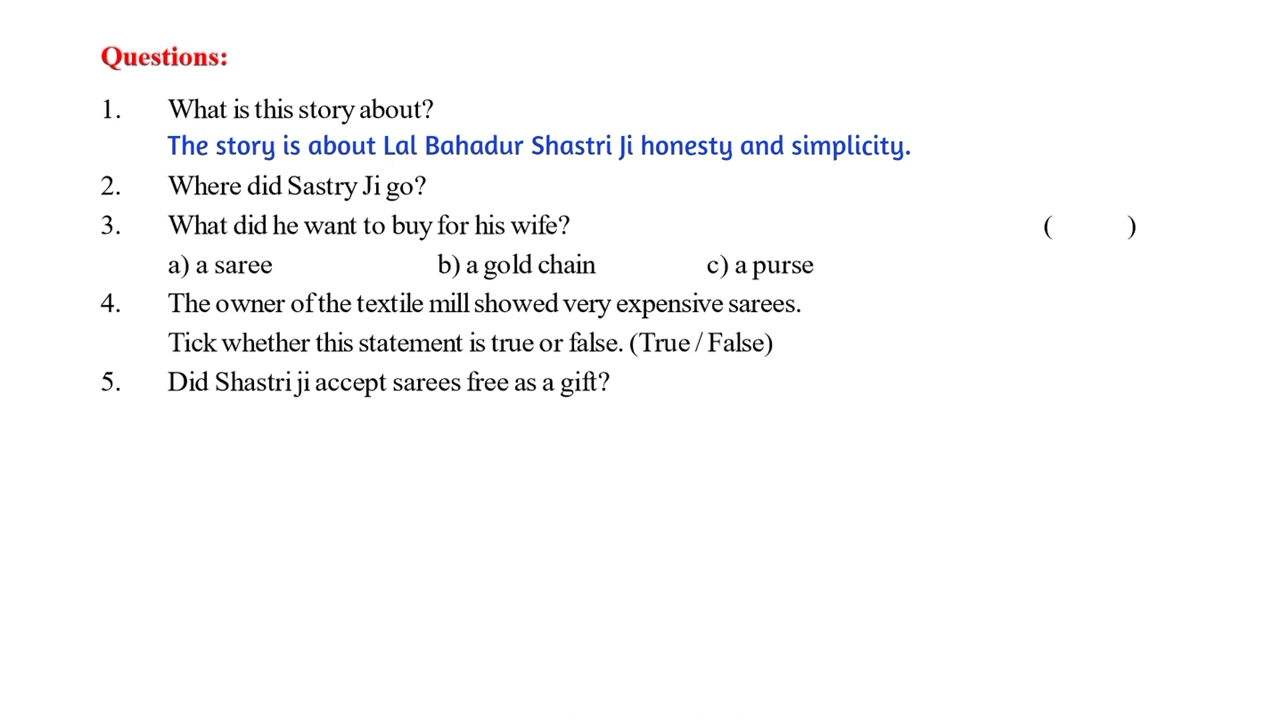 Questions:
1. What is this story about?
The story is about Lal Bahadur Shastri Ji honesty and simplicity.
2. Where did Sastry Ji go?
3. What did he want to buy for his wife? ( )
a) a saree b) a gold chain c) a purse
4. The owner of the textile mill showed very expensive sarees.
Tick whether this statement is true or false. (True / False)
5. Did Shastri ji accept sarees free as a gift?